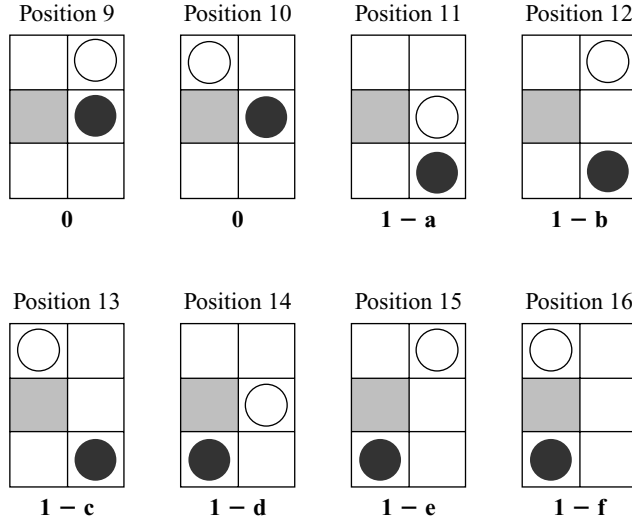 Position 9 Position 10 Position 11 Position 12
0 0 1 − a 1 − b
Position 13 Position 14 Position 15 Position 16
1 − c 1 − d 1 − e 1 − f